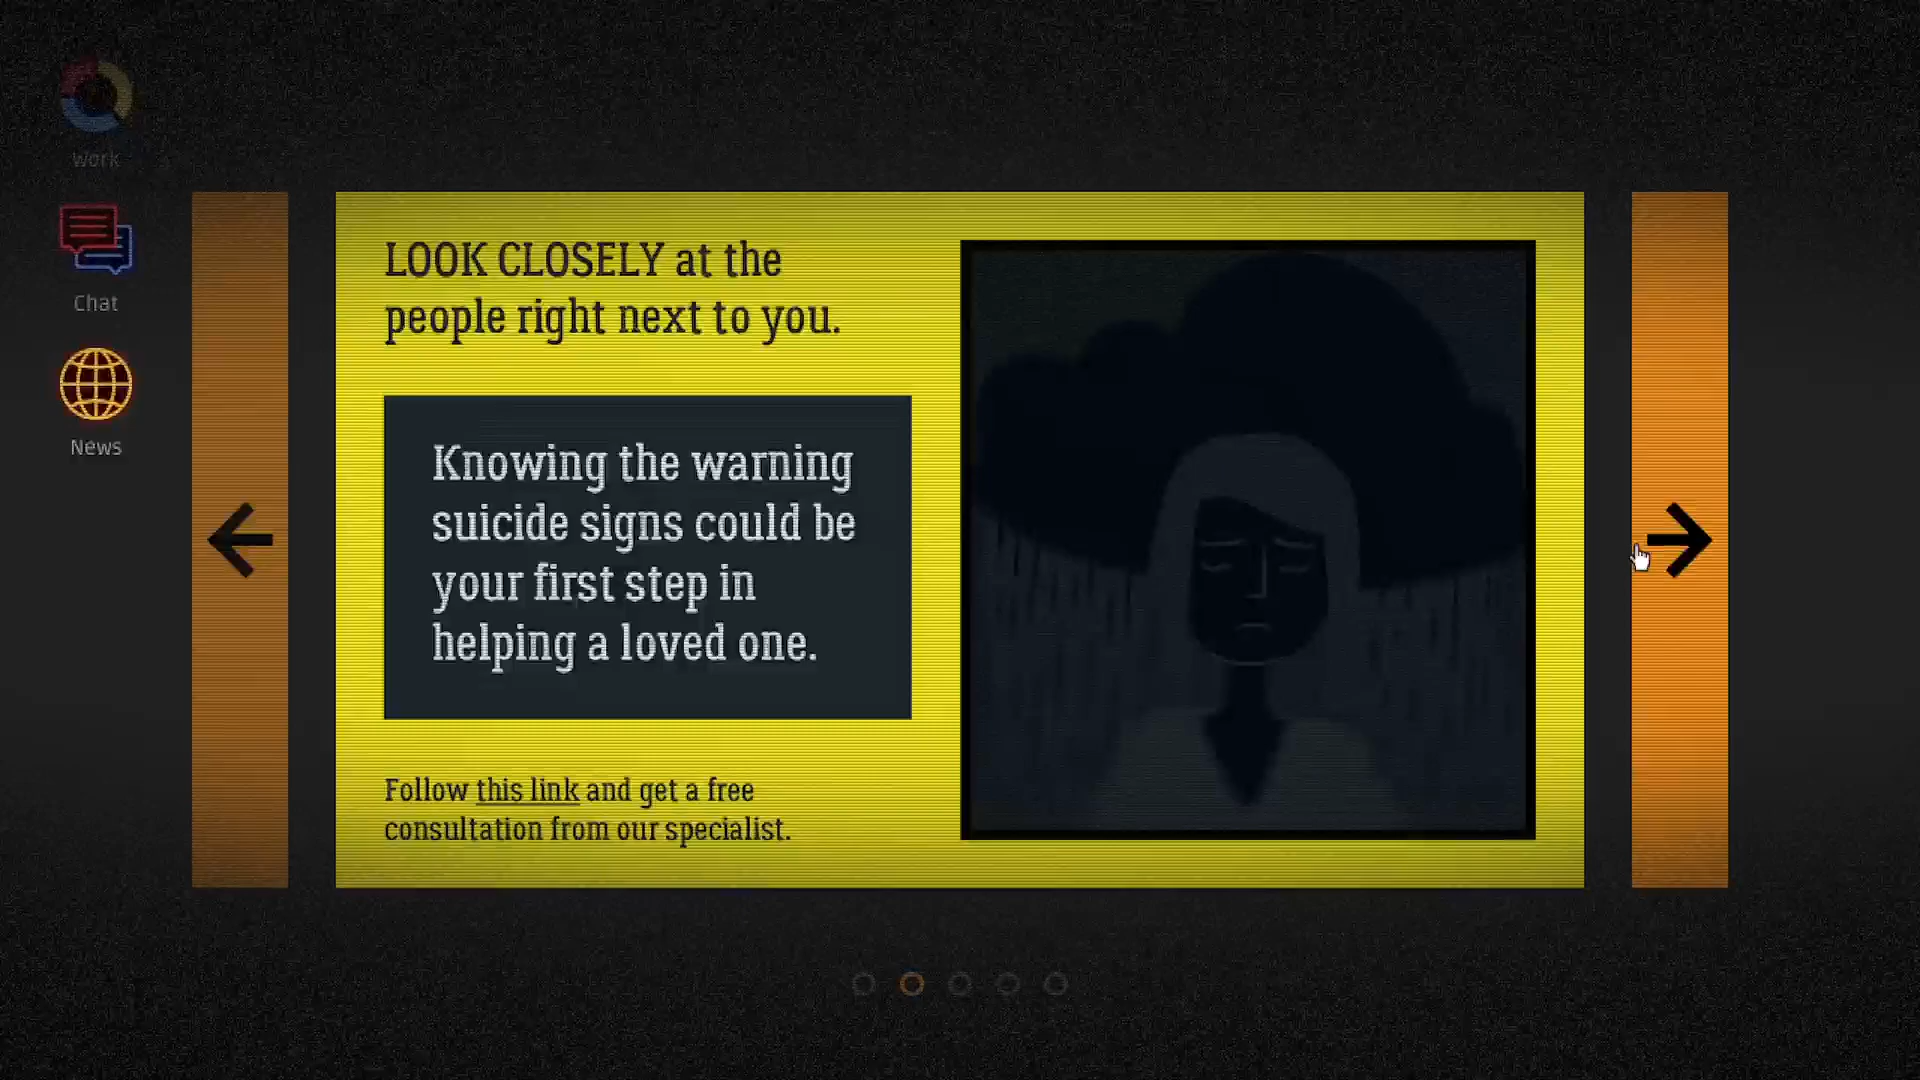 Work
Chat
News
LOOK CLOSELY at the
people right next to you.
Knowing the warning
suicide signs could be
your first step in
helping a loved one.
Follow this link and get a free
consultation from our specialist.